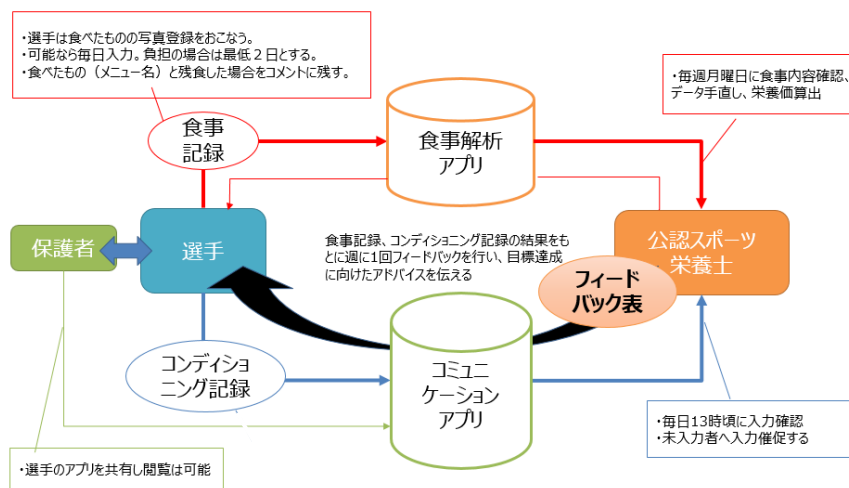 ・選手は食べたものの写真登録をおこなう。
・可能なら毎日入力。負担の場合は最低２日とする。
・食べたもの（メニュー名）と残食した場合をコメントに残す。
・毎週月曜日に食事内容確認、
データ手直し、栄養価算出
食事
記録
食事解析
アプリ
保護者
選手
食事記録、コンディショニング記録の結果をも
とに週に1回フィードバックを行い、目標達成
に向けたアドバイスを伝える
公認スポーツ
栄養士
フィード
バック表
コンディショ
ニング記録
コミュニ
ケーション
アプリ
・毎日13時頃に入力確認
・未入力者へ入力催促する
・選手のアプリを共有し閲覧は可能